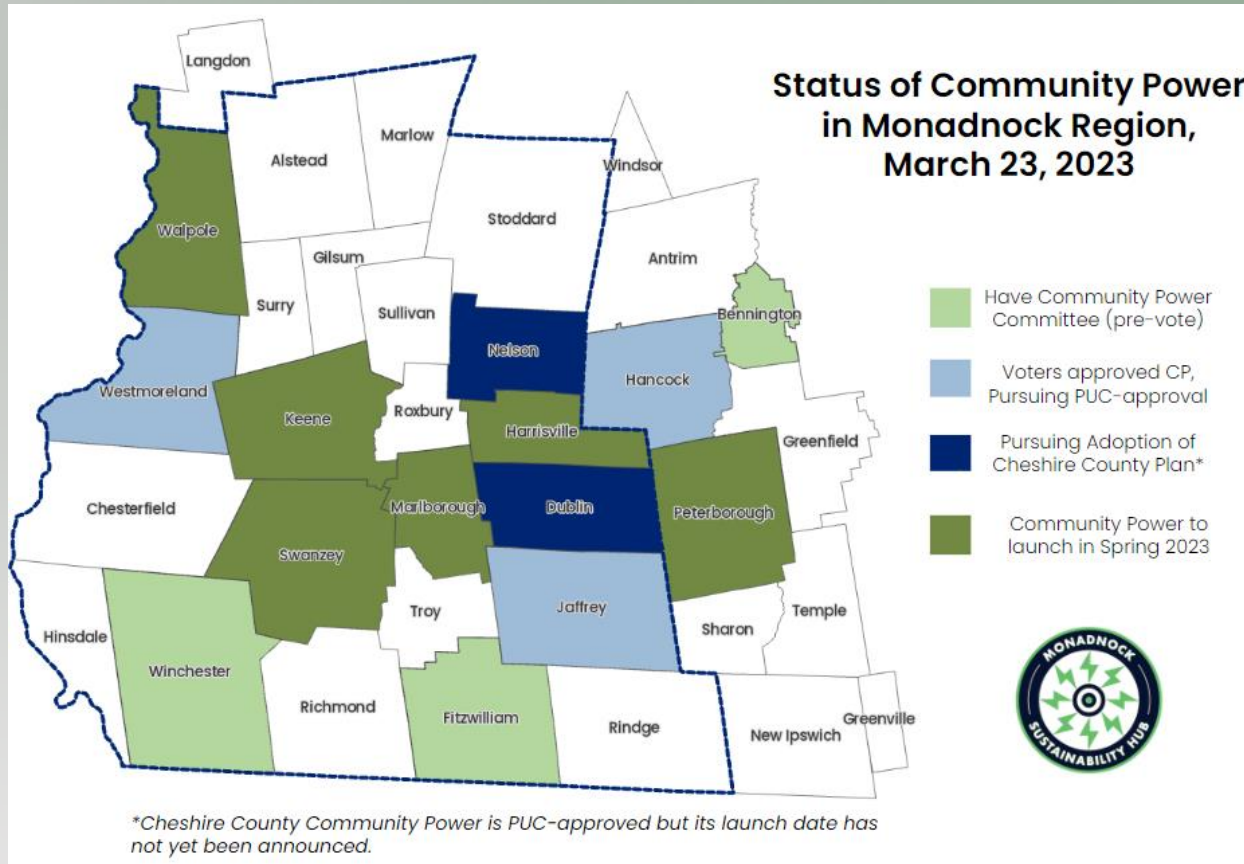 Status of Community Power
in Monadnock Region,
March 23, 2023
Langdon
Marlow
Alstead
Windsor
Stoddard
Walpole
Gilsum
Antrim
Surry
Sullivan
Bennington
Nelson
Westmoreland
Hancock
Roxbury
Keene
Harrisville
Greenfield
Chesterfield
Marlborough
Dublin
Peterborough
Swanzey
Troy
Jaffrey
Temple
Sharon
Hinsdale
Winchester
Richmond
Fitzwilliam
Rindge
New Ipswich
Greenville
Have Community Power
Committee (pre-vote)
Voters approved CP,
Pursuing PUC-approval
Pursuing Adoption of
Cheshire County Plan*
Community Power to
launch in Spring 2023
MONADNOCK
SUSTAINABILITY HUB
*Cheshire County Community Power is PUC-approved but its launch date has
not yet been announced.